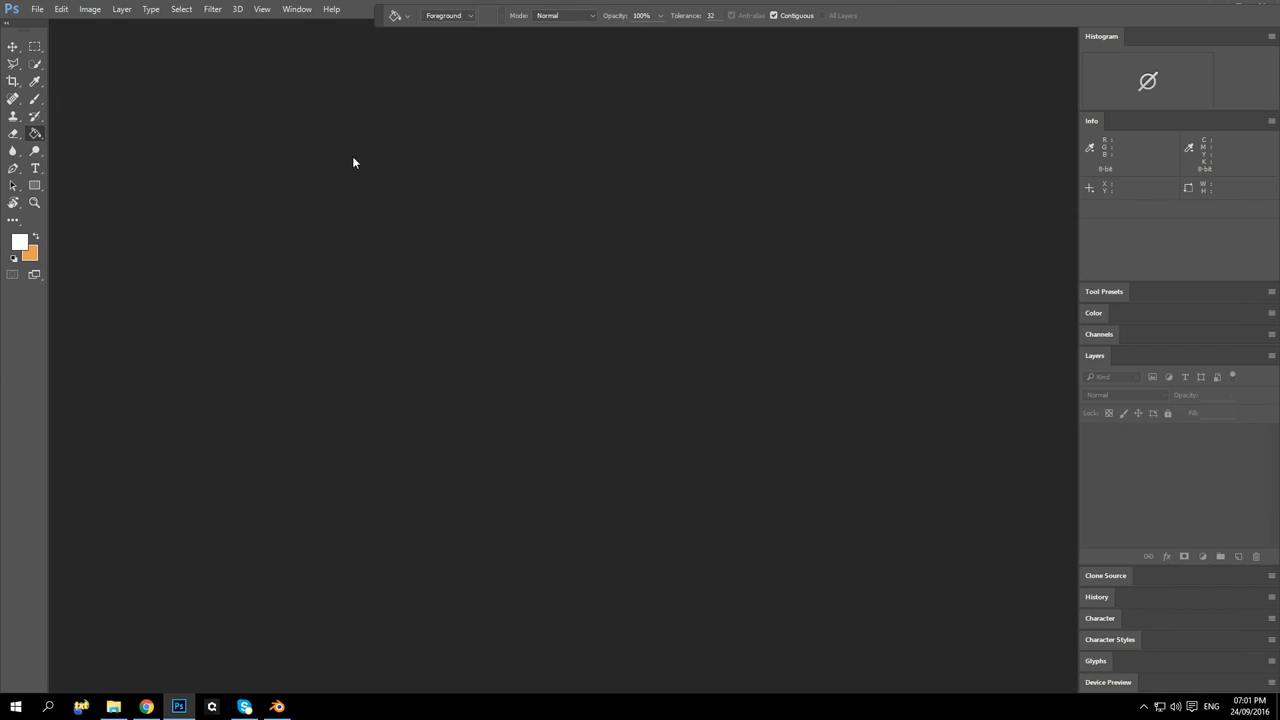 Ps File Edit Image Layer Type Select Filter 3D View Window Help
Foreground Mode: Normal Opacity: 100% Tolerance: 32 Anti-alias Contiguous All Layers
Histogram
Info
R :
G :
B :
8-bit
C :
M :
Y :
K :
8-bit
X :
Y :
W :
H :
Tool Presets
Color
Channels
Layers
Kind
Normal Opacity:
Lock: Fill:
Clone Source
History
Character
Character Styles
Glyphs
Device Preview
Ps
ENG
07:01 PM
24/09/2016